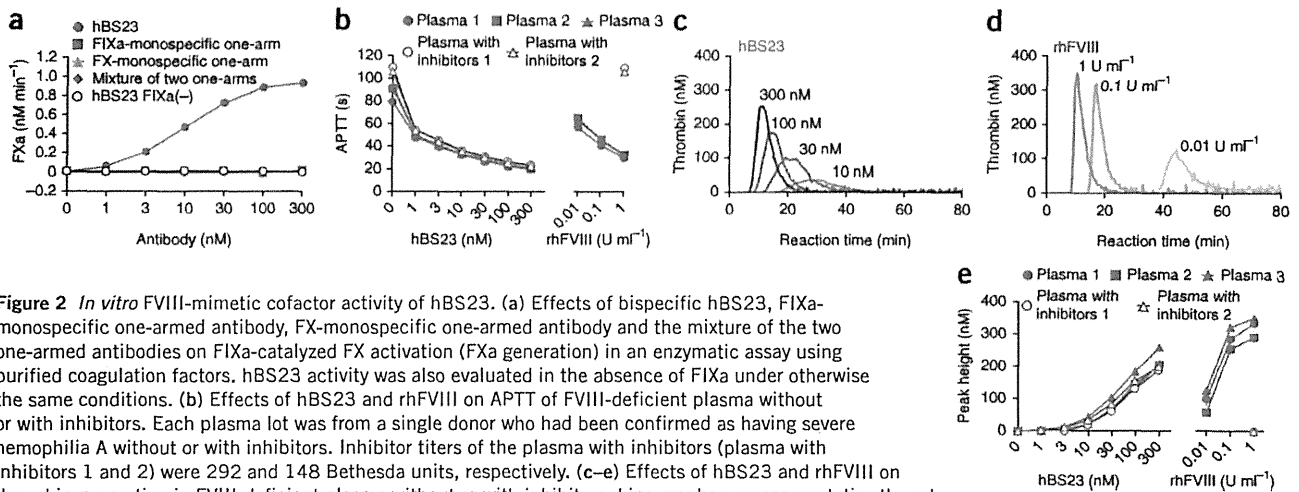 a
hBS23
FIXa-monospecific one-arm
FX-monospecific one-arm
Mixture of two one-arms
hBS23 FIXa(−)
FXa (nM min−1)
1.2
1.0
0.8
0.6
0.4
0.2
0
−0.2
0 1 3 10 30 100 300
Antibody (nM)
b
Plasma 1 Plasma 2 Plasma 3
Plasma with inhibitors 1
Plasma with inhibitors 2
APTT (s)
120
100
80
60
40
20
0
0 1 3 10 30 100 300
hBS23 (nM)
0.01 0.1 1
rhFVIII (U ml−1)
c
hBS23
Thrombin (nM)
400
300
200
100
0
300 nM
100 nM
30 nM
10 nM
0 20 40 60 80
Reaction time (min)
d
rhFVIII
Thrombin (nM)
400
300
200
100
0
1 U ml−1
0.1 U ml−1
0.01 U ml−1
0 20 40 60 80
Reaction time (min)
e
Plasma 1 Plasma 2 Plasma 3
Plasma with inhibitors 1
Plasma with inhibitors 2
Peak height (nM)
400
300
200
100
0
0 1 3 10 30 100 300
hBS23 (nM)
0.01 0.1 1
rhFVIII (U ml−1)
Figure 2 In vitro FVIII-mimetic cofactor activity of hBS23. (a) Effects of bispecific hBS23, FIXa-
monospecific one-armed antibody, FX-monospecific one-armed antibody and the mixture of the two
one-armed antibodies on FIXa-catalyzed FX activation (FXa generation) in an enzymatic assay using
purified coagulation factors. hBS23 activity was also evaluated in the absence of FIXa under otherwise
the same conditions. (b) Effects of hBS23 and rhFVIII on APTT of FVIII-deficient plasma without
or with inhibitors. Each plasma lot was from a single donor who had been confirmed as having severe
hemophilia A without or with inhibitors. Inhibitor titers of the plasma with inhibitors (plasma with
inhibitors 1 and 2) were 292 and 148 Bethesda units, respectively. (c–e) Effects of hBS23 and rhFVIII on